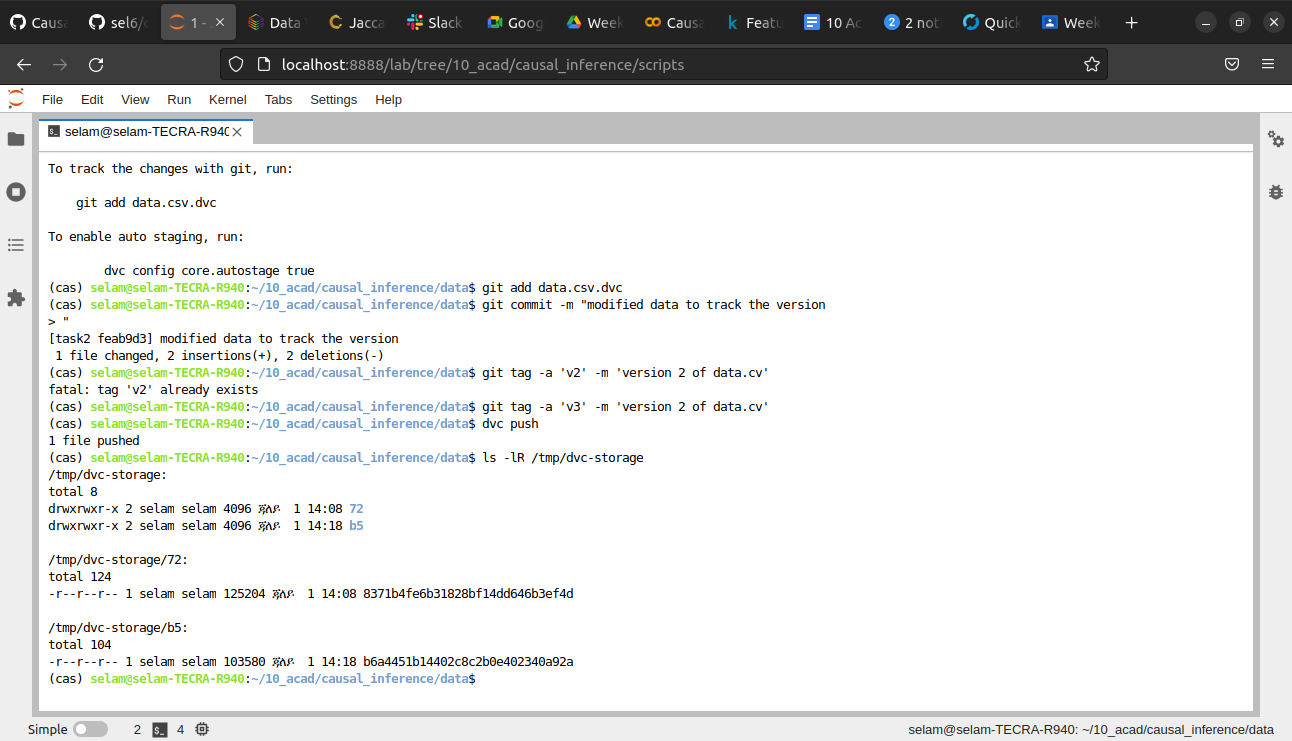 Causa
sel6/c
1 -
Data
Jacca
Slack
Goog
Week
Causa
Featu
10 Ac
2 not
Quick
Week
localhost:8888/lab/tree/10_acad/causal_inference/scripts
File Edit View Run Kernel Tabs Settings Help
selam@selam-TECRA-R940
To track the changes with git, run:
git add data.csv.dvc
To enable auto staging, run:
dvc config core.autostage true
(cas) selam@selam-TECRA-R940:~/10_acad/causal_inference/data$ git add data.csv.dvc
(cas) selam@selam-TECRA-R940:~/10_acad/causal_inference/data$ git commit -m "modified data to track the version
> "
[task2 feab9d3] modified data to track the version
1 file changed, 2 insertions(+), 2 deletions(-)
(cas) selam@selam-TECRA-R940:~/10_acad/causal_inference/data$ git tag -a 'v2' -m 'version 2 of data.cv'
fatal: tag 'v2' already exists
(cas) selam@selam-TECRA-R940:~/10_acad/causal_inference/data$ git tag -a 'v3' -m 'version 2 of data.cv'
(cas) selam@selam-TECRA-R940:~/10_acad/causal_inference/data$ dvc push
1 file pushed
(cas) selam@selam-TECRA-R940:~/10_acad/causal_inference/data$ ls -lR /tmp/dvc-storage
/tmp/dvc-storage:
total 8
drwxrwxr-x 2 selam selam 4096 ጁላይ 1 14:08 72
drwxrwxr-x 2 selam selam 4096 ጁላይ 1 14:18 b5
/tmp/dvc-storage/72:
total 124
-r--r--r-- 1 selam selam 125204 ጁላይ 1 14:08 8371b4fe6b31828bf14dd646b3ef4d
/tmp/dvc-storage/b5:
total 104
-r--r--r-- 1 selam selam 103580 ጁላይ 1 14:18 b6a4451b14402c8c2b0e402340a92a
(cas) selam@selam-TECRA-R940:~/10_acad/causal_inference/data$
Simple 2 4 selam@selam-TECRA-R940: ~/10_acad/causal_inference/data